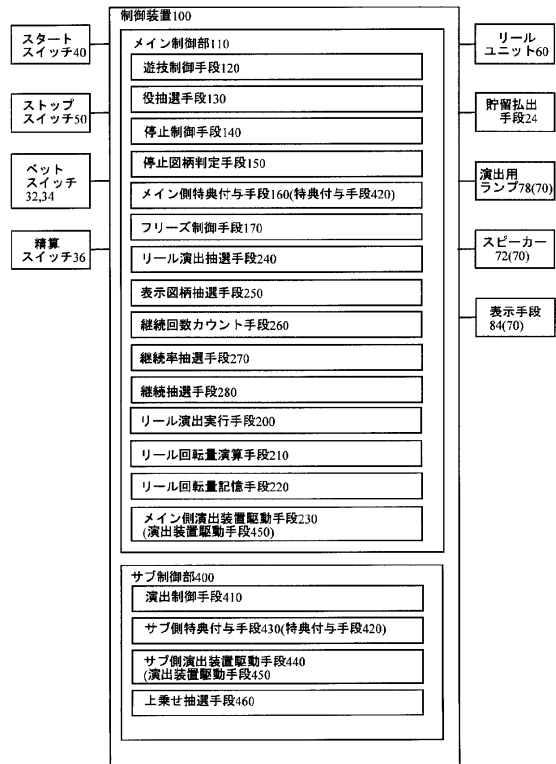 制御装置100
メイン制御部110
遊技制御手段120
役抽選手段130
停止制御手段140
停止図柄判定手段150
メイン側特典付与手段160(特典付与手段420)
フリーズ制御手段170
リール演出抽選手段240
表示図柄抽選手段250
継続回数カウント手段260
継続率抽選手段270
継続抽選手段280
リール演出実行手段200
リール回転量演算手段210
リール回転量記憶手段220
メイン側演出装置駆動手段230
(演出装置駆動手段450)
サブ制御部400
演出制御手段410
サブ側特典付与手段430(特典付与手段420)
サブ側演出装置駆動手段440
(演出装置駆動手段450
上乗せ抽選手段460
スタート
スイッチ40
ストップ
スイッチ50
ベット
スイッチ
32,34
精算
スイッチ36
リール
ユニット60
貯留払出
手段24
演出用
ランプ78(70)
スピーカー
72(70)
表示手段
84(70)